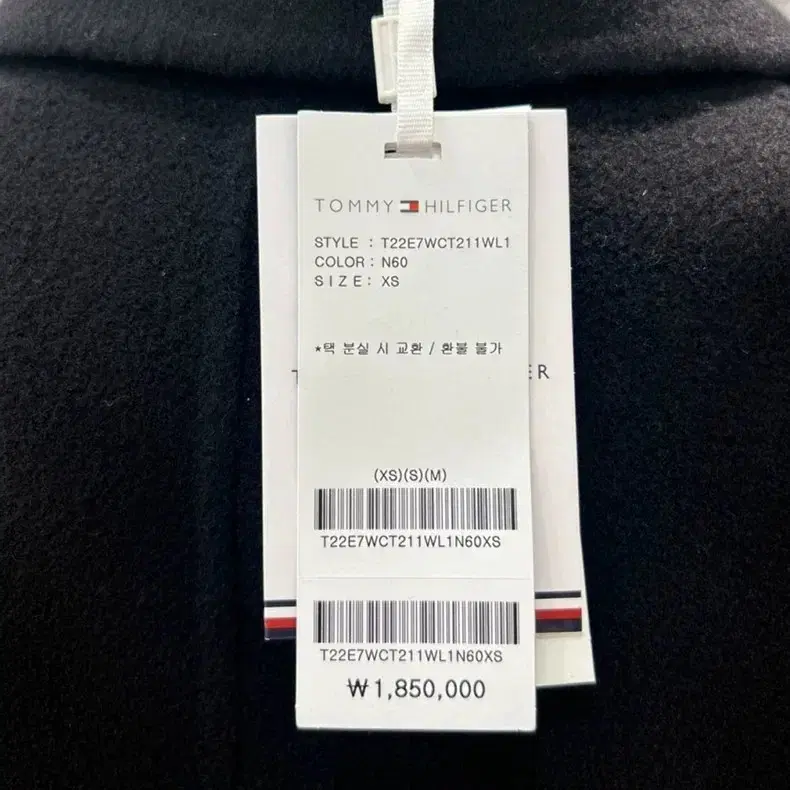 TOMMY HILFIGER
STYLE : T22E7WCT211WL1
COLOR : N60
SIZE : XS
*택 분실 시 교환 / 환불 불가
(XS)(S)(M)
T22E7WCT211WL1N60XS
T22E7WCT211WL1N60XS
₩1,850,000